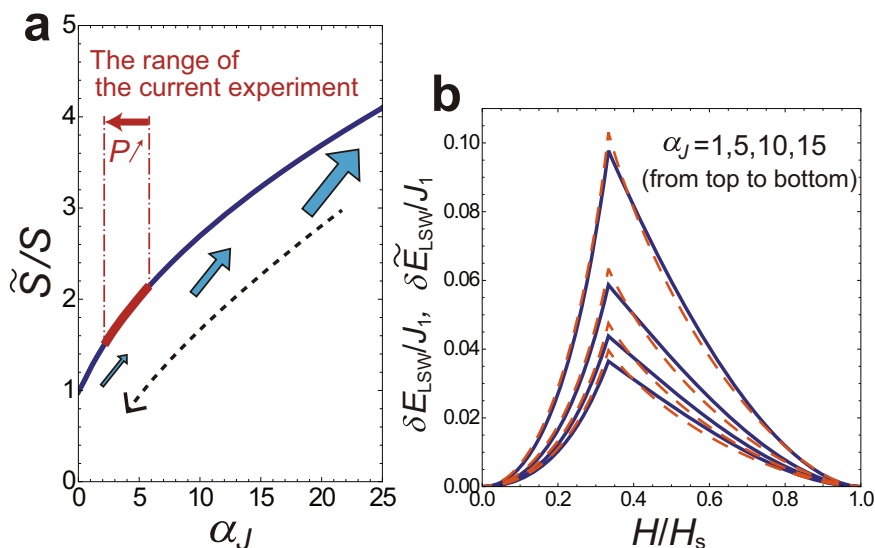 a
The range of
the current experiment
P↗
S̃/S
5
4
3
2
1
0
0 5 10 15 20 25
α_J
b
α_J=1,5,10,15
(from top to bottom)
δE_LSW/J_1, δẼ_LSW/J_1
0.10
0.08
0.06
0.04
0.02
0.00
0.0 0.2 0.4 0.6 0.8 1.0
H/H_s